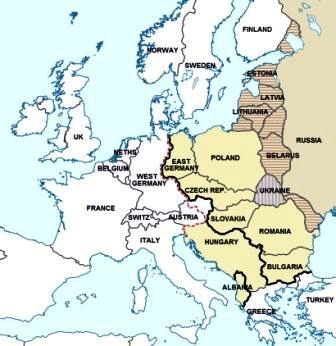 FINLAND
NORWAY
SWEDEN
ESTONIA
LATVIA
LITHUANIA
RUSSIA
UK
NETHS
BELGIUM
WEST
GERMANY
EAST
GERMANY
POLAND
BELARUS
CZECH REP.
UKRAINE
FRANCE
SWITZ
AUSTRIA
SLOVAKIA
ITALY
HUNGARY
ROMANIA
BULGARIA
ALBANIA
GREECE
TURKEY